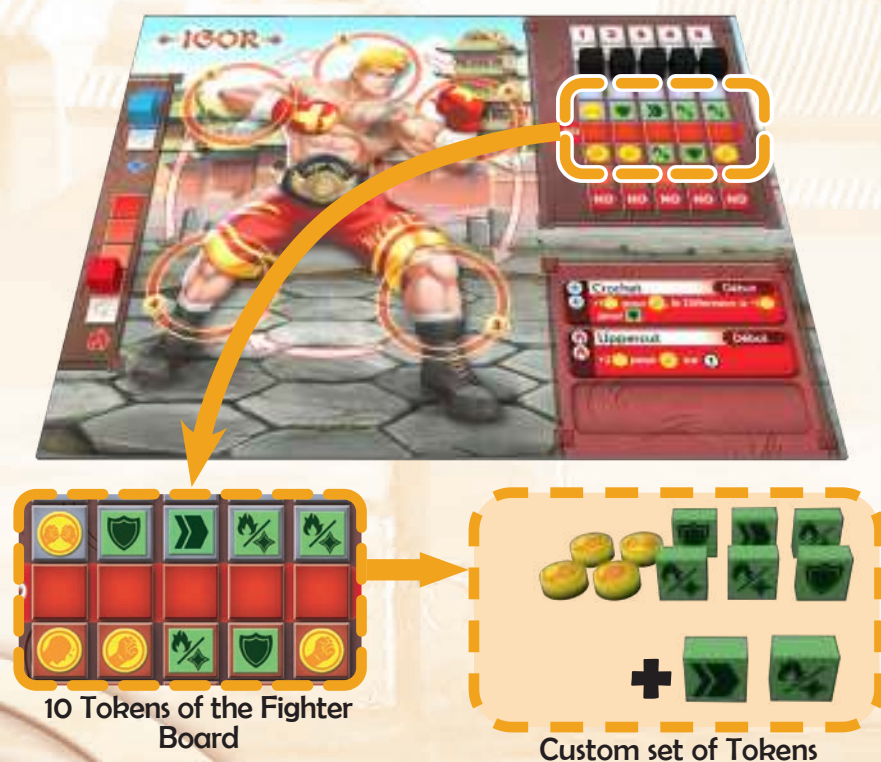 IGOR
1 2 3 4 5
NO NO NO NO NO
Crochet Début
Uppercut Début
10 Tokens of the Fighter
Board
Custom set of Tokens